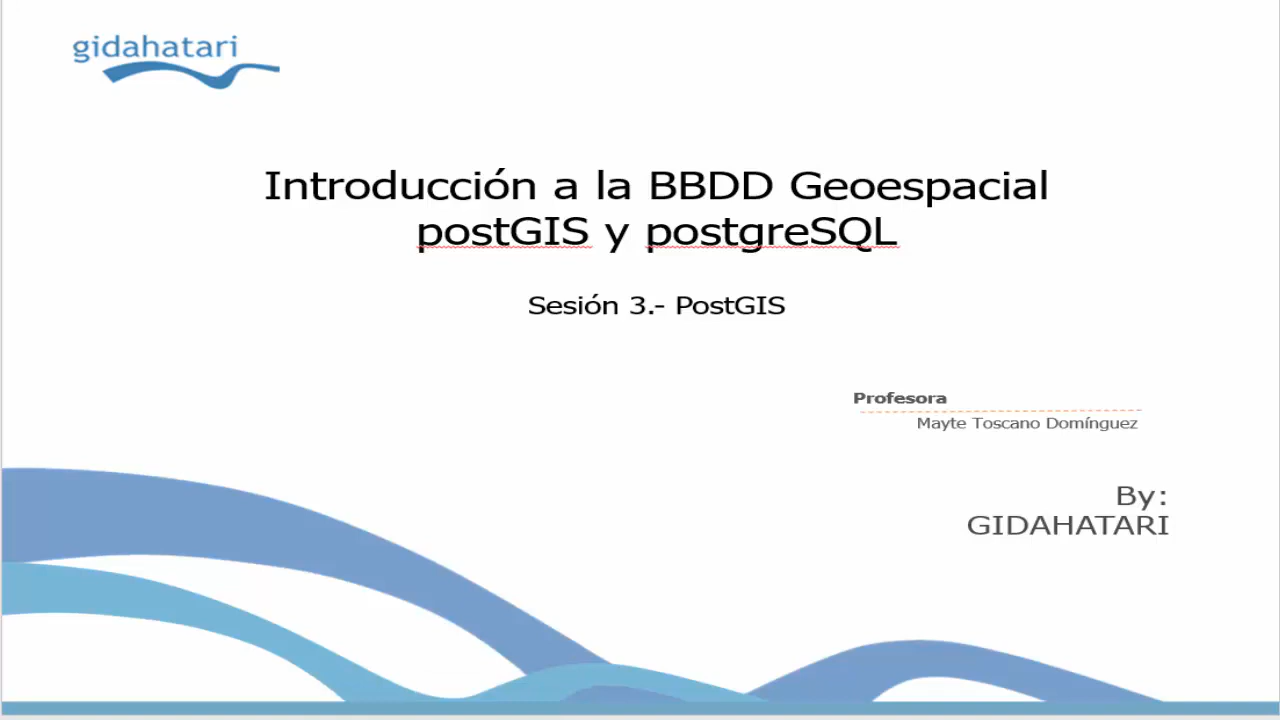 gidahatari
Introducción a la BBDD Geoespacial
postGIS y postgreSQL
Sesión 3.- PostGIS
Profesora
Mayte Toscano Domínguez
By:
GIDAHATARI